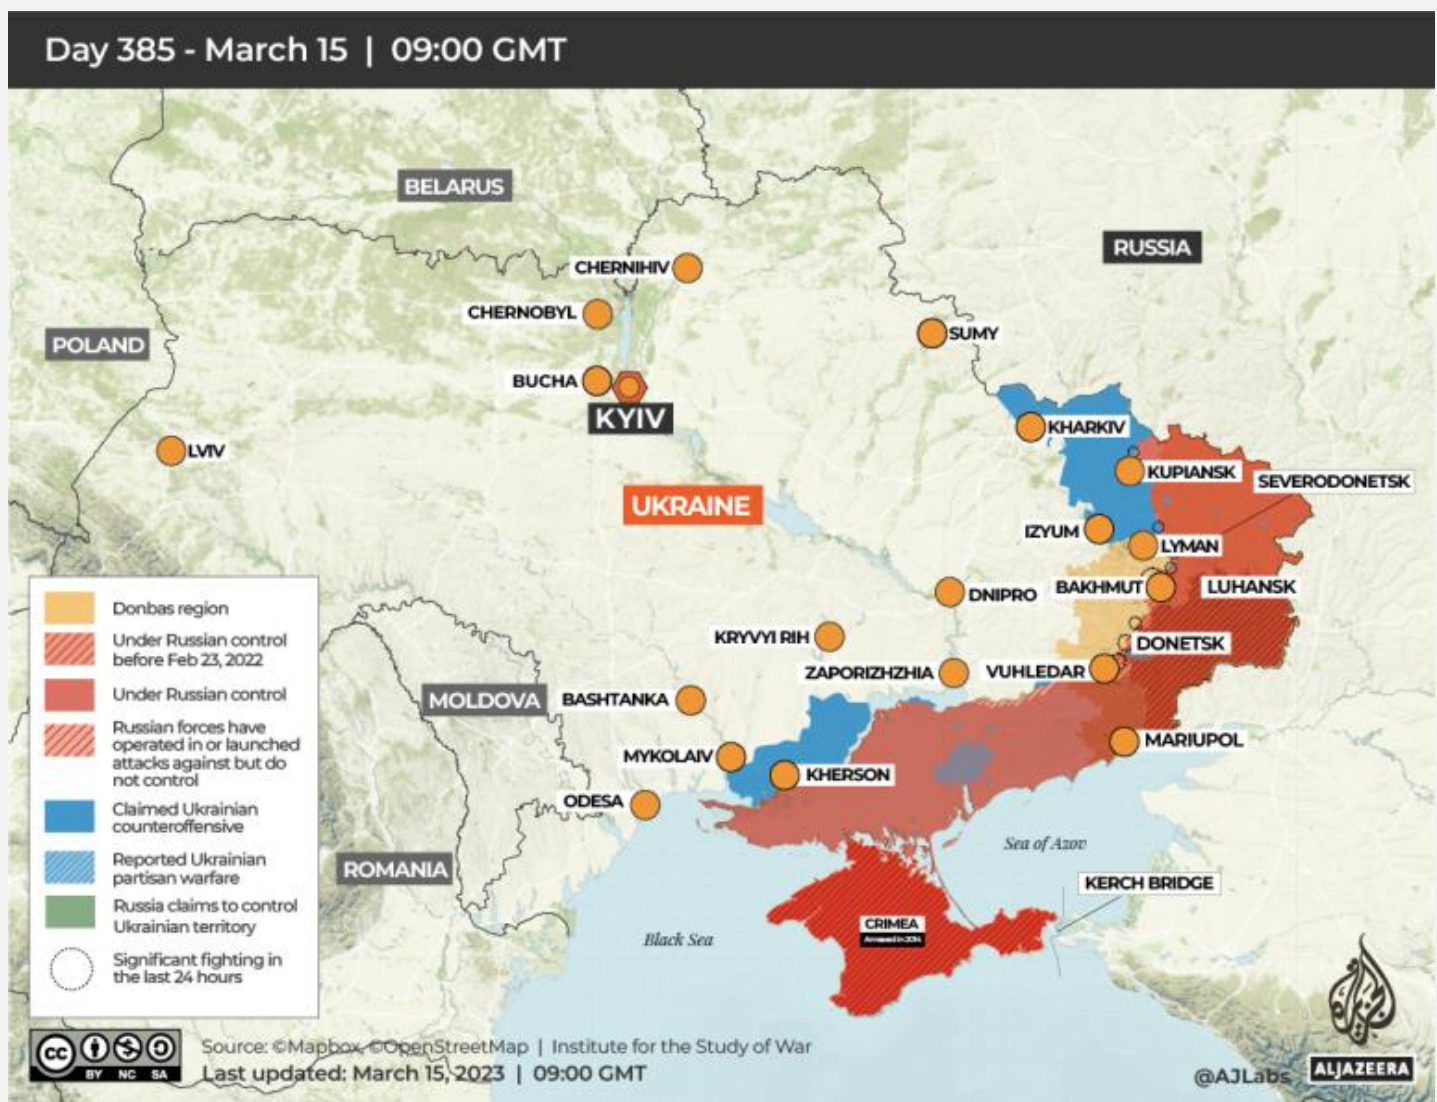 Day 385 - March 15 | 09:00 GMT
BELARUS
RUSSIA
CHERNIHIV
CHERNOBYL
SUMY
POLAND
BUCHA
KYIV
KHARKIV
LVIV
KUPIANSK
SEVERODONETSK
UKRAINE
IZYUM
LYMAN
BAKHMUT
LUHANSK
DNIPRO
KRYVYI RIH
DONETSK
ZAPORIZHZHIA
VUHLEDAR
MOLDOVA
BASHTANKA
MARIUPOL
MYKOLAIV
KHERSON
ODESA
Sea of Azov
ROMANIA
KERCH BRIDGE
CRIMEA
Annexed in 2014
Black Sea
Donbas region
Under Russian control
before Feb 23, 2022
Under Russian control
Russian forces have
operated in or launched
attacks against but do
not control
Claimed Ukrainian
counteroffensive
Reported Ukrainian
partisan warfare
Russia claims to control
Ukrainian territory
Significant fighting in
the last 24 hours
cc
BY NC SA
Source: ©Mapbox, ©OpenStreetMap | Institute for the Study of War
Last updated: March 15, 2023 | 09:00 GMT
@AJLabs
الجزيرة
ALJAZEERA